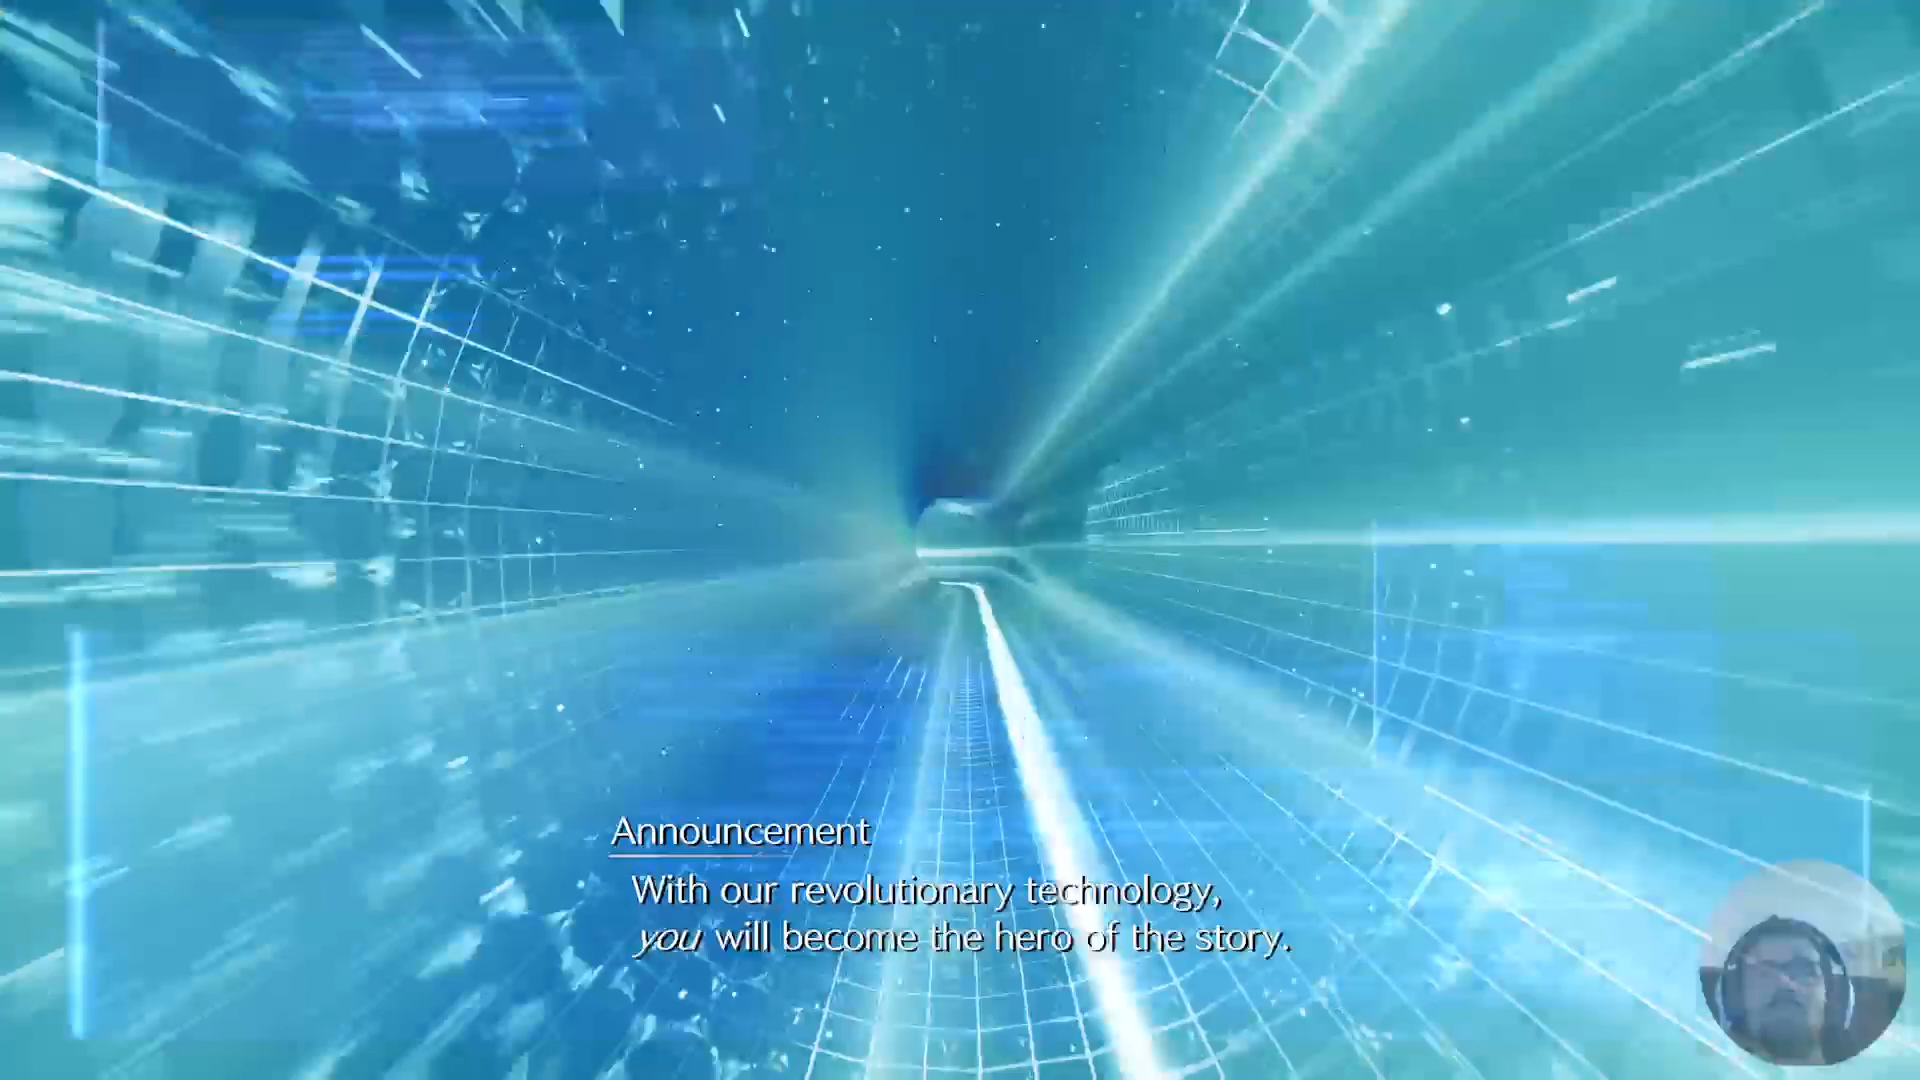 Announcement
With our revolutionary technology,
you will become the hero of the story.